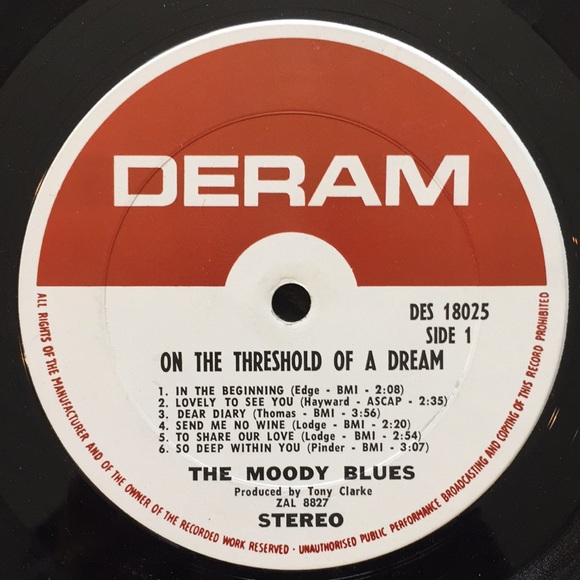 DERAM
DES 18025
SIDE 1
ON THE THRESHOLD OF A DREAM
1. IN THE BEGINNING (Edge - BMI - 2:08)
2. LOVELY TO SEE YOU (Hayward - ASCAP - 2:35)
3. DEAR DIARY (Thomas - BMI - 3:56)
4. SEND ME NO WINE (Lodge - BMI - 2:20)
5. TO SHARE OUR LOVE (Lodge - BMI - 2:54)
6. SO DEEP WITHIN YOU (Pinder - BMI - 3:07)
THE MOODY BLUES
Produced by Tony Clarke
ZAL 8827
STEREO
ALL RIGHTS OF THE MANUFACTURER AND OF THE OWNER OF THE RECORDED WORK RESERVED - UNAUTHORISED PUBLIC PERFORMANCE BROADCASTING AND COPYING OF THIS RECORD PROHIBITED